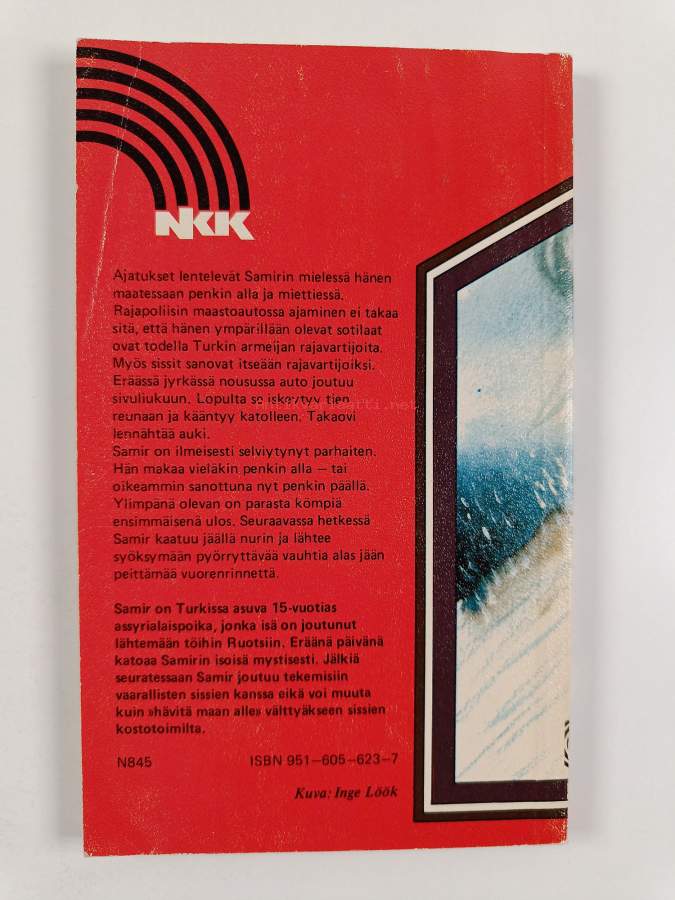 NKK
Ajatukset lentelevät Samirin mielessä hänen
maatessaan penkin alla ja miettiessä.
Rajapoliisin maastoautossa ajaminen ei takaa
sitä, että hänen ympärillään olevat sotilaat
ovat todella Turkin armeijan rajavartijoita.
Myös sissit sanovat itseään rajavartijoiksi.
Eräässä jyrkässä nousussa auto joutuu
sivuliukuun. Lopulta se iskeytyy tien
antikvariaatti.net
reunaan ja kääntyy katolleen. Takaovi
lennähtää auki.
Samir on ilmeisesti selviytynyt parhaiten.
Hän makaa vieläkin penkin alla — tai
oikeammin sanottuna nyt penkin päällä.
Ylimpänä olevan on parasta kömpiä
ensimmäisenä ulos. Seuraavassa hetkessä
Samir kaatuu jäällä nurin ja lähtee
syöksymään pyörryttävää vauhtia alas jään
peittämää vuorenrinnettä.
Samir on Turkissa asuva 15-vuotias
assyrialaispoika, jonka isä on joutunut
lähtemään töihin Ruotsiin. Eräänä päivänä
katoaa Samirin isoisä mystisesti. Jälkiä
seuratessaan Samir joutuu tekemisiin
vaarallisten sissien kanssa eikä voi muuta
kuin »hävitä maan alle» välttyäkseen sissien
kostotoimilta.
N845 ISBN 951—605—623—7
Kuva: Inge Löök